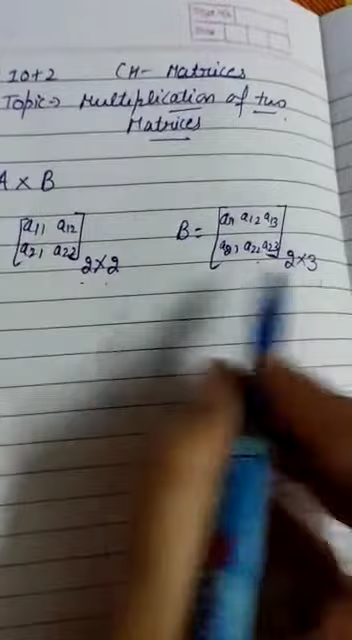 10+2 CH- Matrices
Topic⇒ Multiplication of two
Matrices
A × B
[a11 a12
a21 a22] 2×2 B = [a11 a12 a13
a21 a22 a23] 2×3